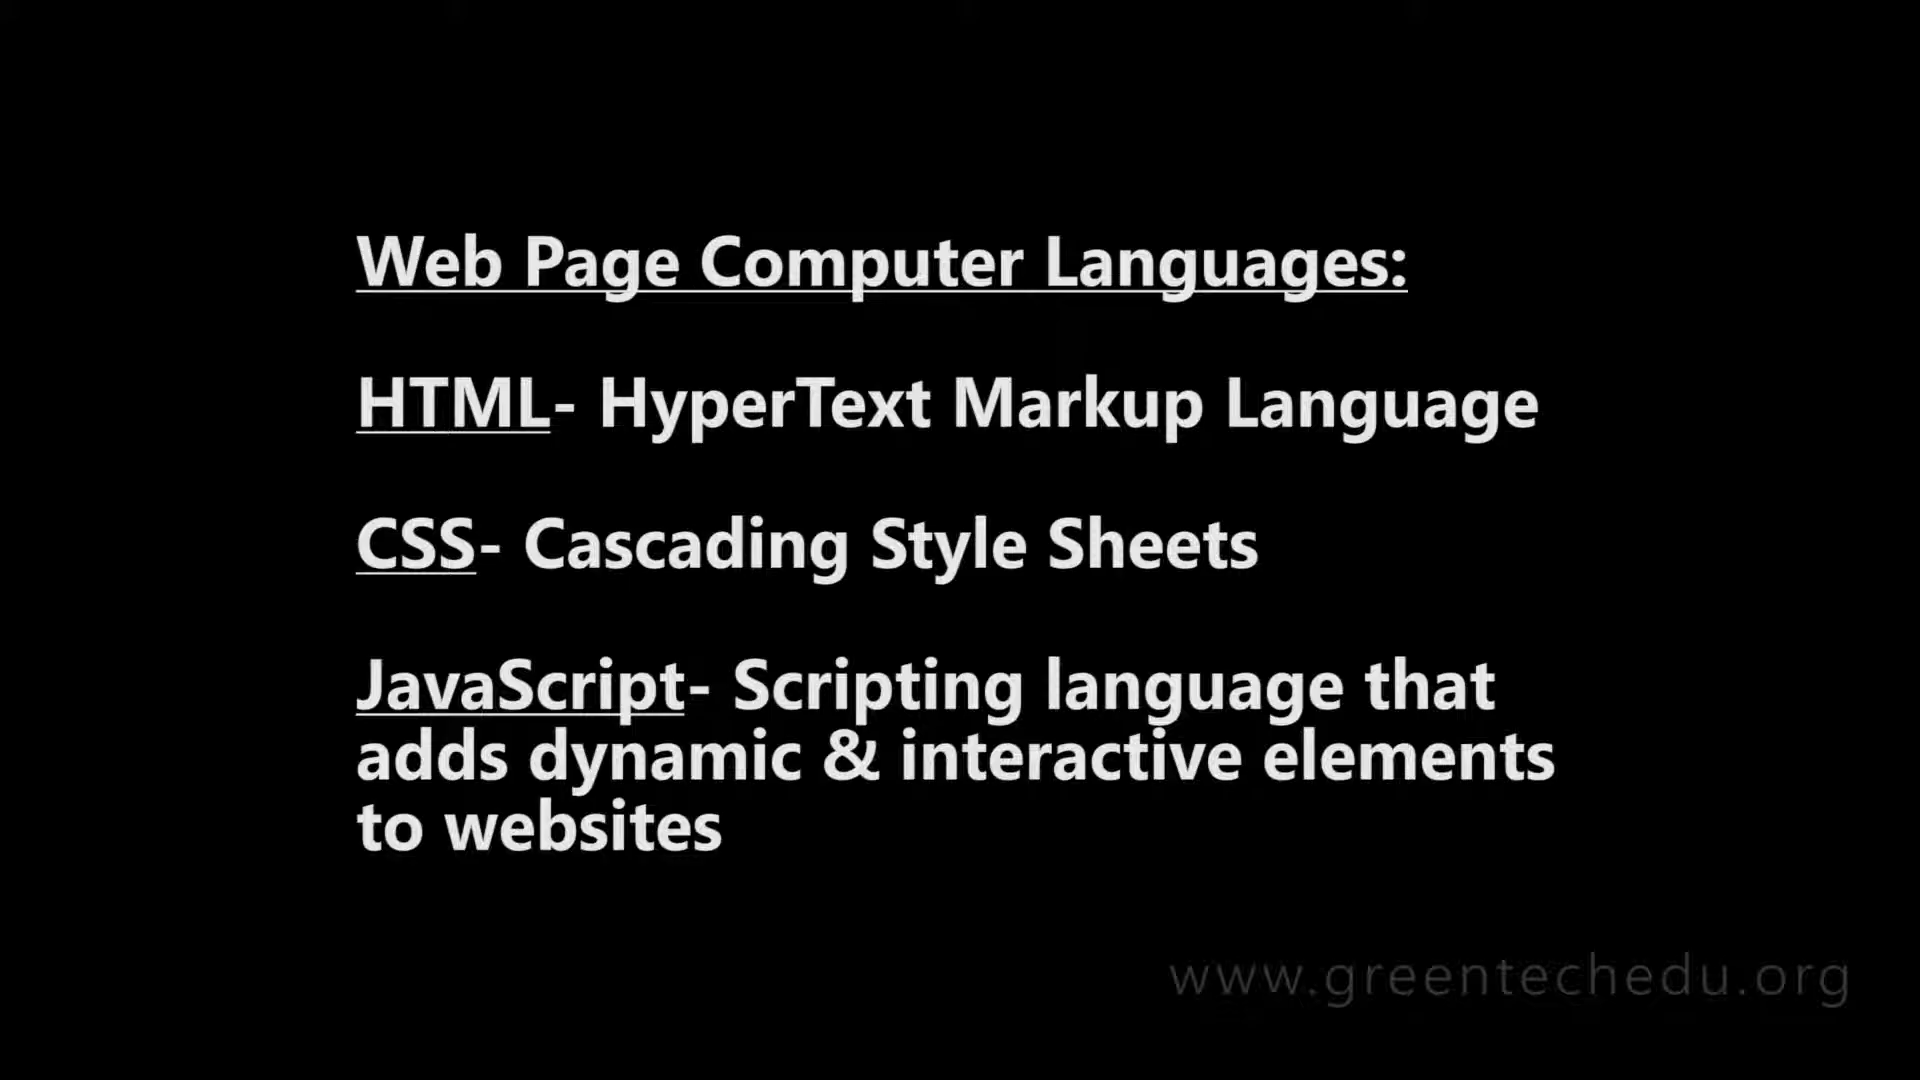 Web Page Computer Languages:
HTML- HyperText Markup Language
CSS- Cascading Style Sheets
JavaScript- Scripting language that
adds dynamic & interactive elements
to websites
www.greentechedu.org